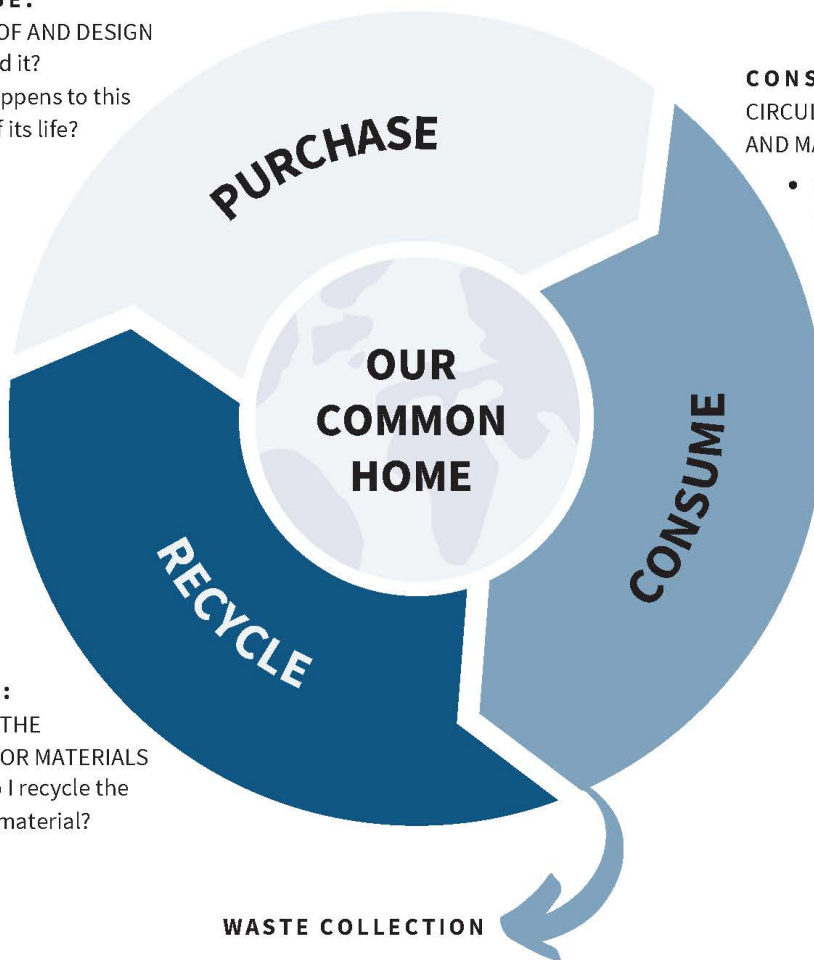 OF AND DESIGN
d it?
ppens to this
f its life?
PURCHASE
CONS
CIRCUL
AND MA
•
OUR
COMMON
HOME
CONSUME
RECYCLE
:
THE
OR MATERIALS
I recycle the
material?
WASTE COLLECTION